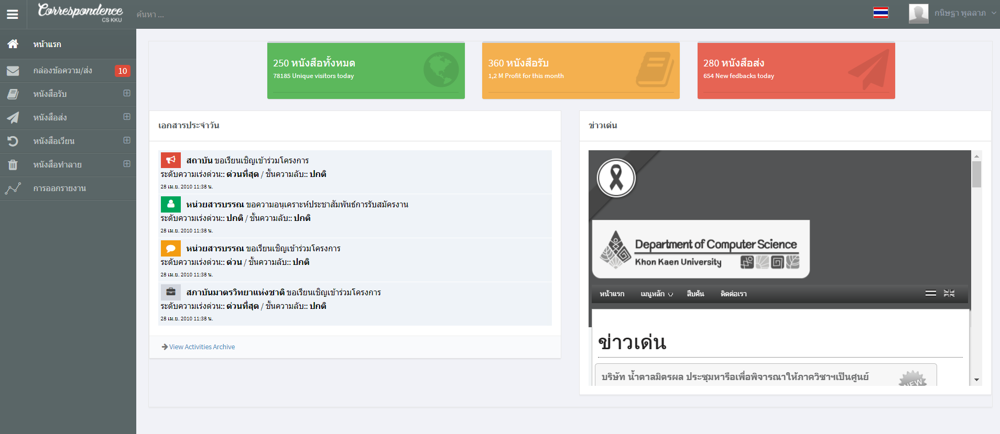 Correspondence
CS KKU
ค้นหา ...
กนิษฐา พูลลาภ
หน้าแรก
กล่องข้อความ/ส่ง 10
หนังสือรับ
หนังสือส่ง
หนังสือเวียน
หนังสือทำลาย
การออกรายงาน
250 หนังสือทั้งหมด
78185 Unique visitors today
360 หนังสือรับ
1,2 M Profit for this month
280 หนังสือส่ง
654 New fedbacks today
เอกสารประจำวัน
สถาบัน ขอเรียนเชิญเข้าร่วมโครงการ
ระดับความเร่งด่วน:: ด่วนที่สุด / ชั้นความลับ:: ปกติ
28 เม.ย. 2010 11:38 น.
หน่วยสารบรรณ ขอความอนุเคราะห์ประชาสัมพันธ์การรับสมัครงาน
ระดับความเร่งด่วน:: ปกติ / ชั้นความลับ:: ปกติ
28 เม.ย. 2010 11:38 น.
หน่วยสารบรรณ ขอเรียนเชิญเข้าร่วมโครงการ
ระดับความเร่งด่วน:: ด่วน / ชั้นความลับ:: ปกติ
28 เม.ย. 2010 11:38 น.
สภาบันมาตรวิทยาแห่งชาติ ขอเรียนเชิญเข้าร่วมโครงการ
ระดับความเร่งด่วน:: ด่วนที่สุด / ชั้นความลับ:: ปกติ
28 เม.ย. 2010 11:38 น.
View Activities Archive
ข่าวเด่น
Department of Computer Science
Khon Kaen University
หน้าแรก เมนูหลัก สืบค้น ติดต่อเรา
ข่าวเด่น
บริษัท น้ำตาลมิตรผล ประชุมหารือเพื่อพิจารณาให้ภาควิชาฯเป็นศูนย์
NEW